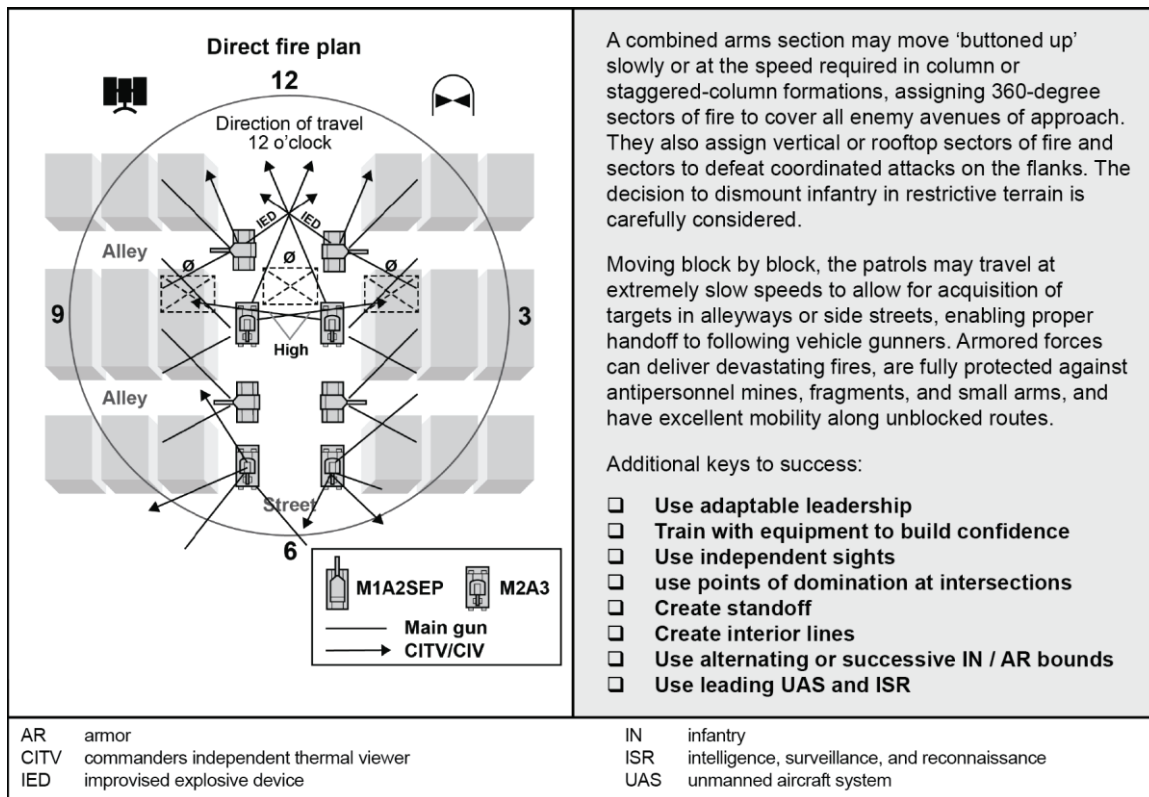 Direct fire plan
12
Direction of travel
12 o'clock
IED
IED
Alley
Ø
Ø
Ø
9
3
High
Alley
Street
6
M1A2SEP
M2A3
Main gun
CITV/CIV
A combined arms section may move ‘buttoned up’
slowly or at the speed required in column or
staggered-column formations, assigning 360-degree
sectors of fire to cover all enemy avenues of approach.
They also assign vertical or rooftop sectors of fire and
sectors to defeat coordinated attacks on the flanks. The
decision to dismount infantry in restrictive terrain is
carefully considered.
Moving block by block, the patrols may travel at
extremely slow speeds to allow for acquisition of
targets in alleyways or side streets, enabling proper
handoff to following vehicle gunners. Armored forces
can deliver devastating fires, are fully protected against
antipersonnel mines, fragments, and small arms, and
have excellent mobility along unblocked routes.
Additional keys to success:
Use adaptable leadership
Train with equipment to build confidence
Use independent sights
use points of domination at intersections
Create standoff
Create interior lines
Use alternating or successive IN / AR bounds
Use leading UAS and ISR
AR armor
CITV commanders independent thermal viewer
IED improvised explosive device
IN infantry
ISR intelligence, surveillance, and reconnaissance
UAS unmanned aircraft system